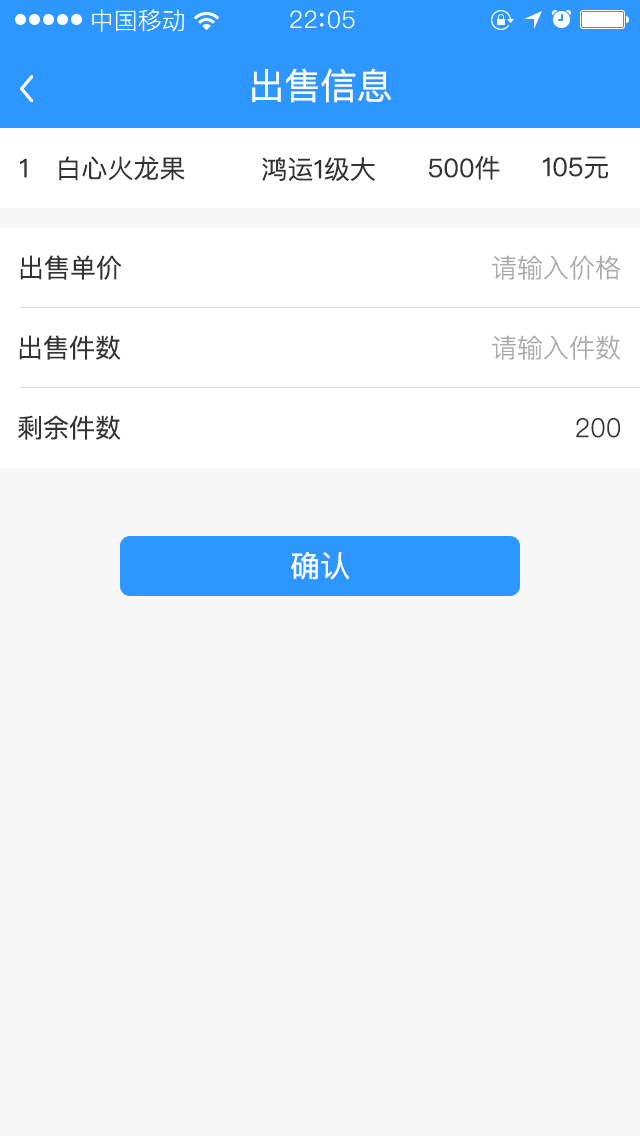 中国移动 22:05
出售信息
1 白心火龙果 鸿运1级大 500件 105元
出售单价 请输入价格
出售件数 请输入件数
剩余件数 200
确认